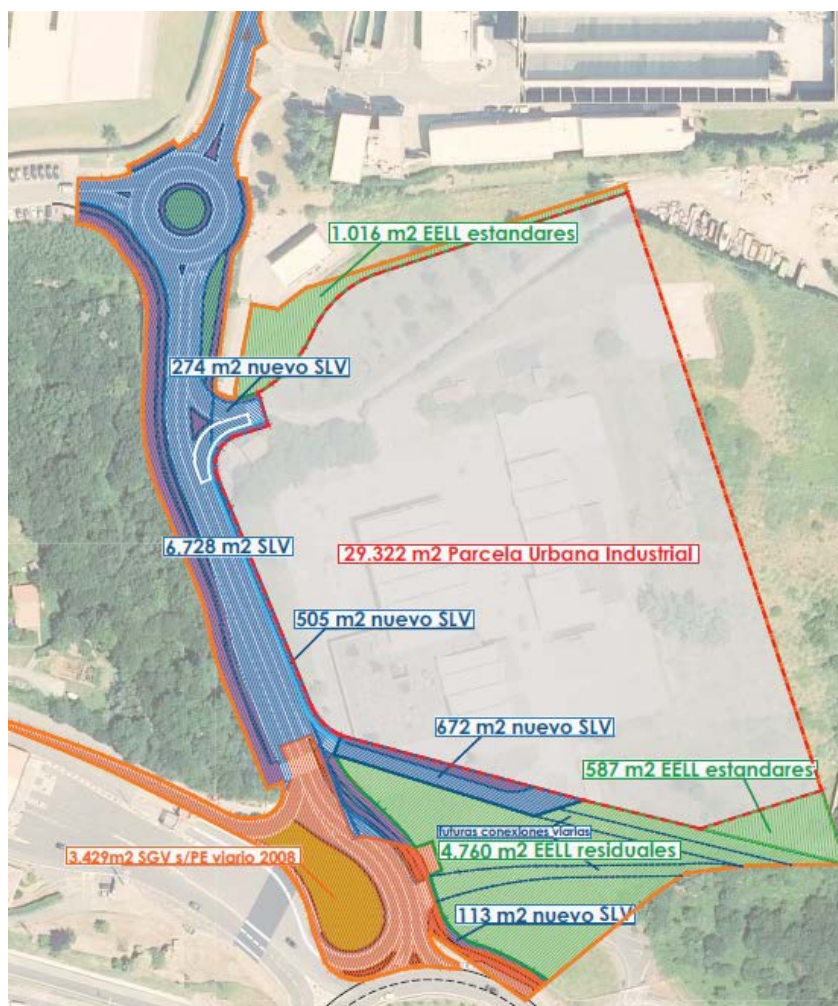 1.016 m2 EELL estandares
274 m2 nuevo SLV
6.728 m2 SLV
29.322 m2 Parcela Urbana Industrial
505 m2 nuevo SLV
672 m2 nuevo SLV
587 m2 EELL estandares
futuras conexiones viarias
4.760 m2 EELL residuales
3.429m2 SGV s/PE viario 2008
113 m2 nuevo SLV